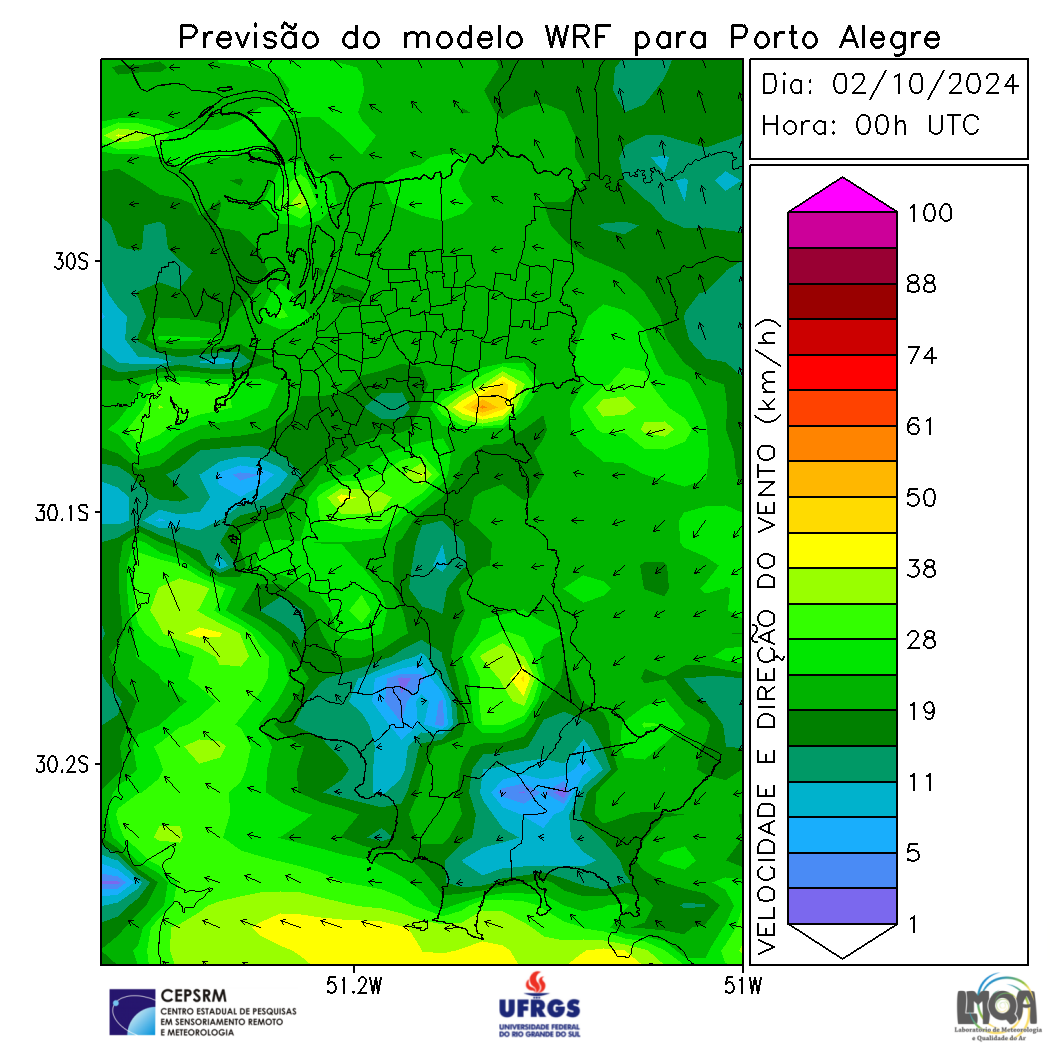 Previsão do modelo WRF para Porto Alegre
Dia: 02/10/2024
Hora: 00h UTC
30S
30.1S
30.2S
51.2W
51W
VELOCIDADE E DIREÇÃO DO VENTO (km/h)
100
88
74
61
50
38
28
19
11
5
1
CEPSRM
CENTRO ESTADUAL DE PESQUISAS
EM SENSORIAMENTO REMOTO
E METEOROLOGIA
UFRGS
UNIVERSIDADE FEDERAL
DO RIO GRANDE DO SUL
LMQA
Laboratório de Meteorologia
e Qualidade do Ar